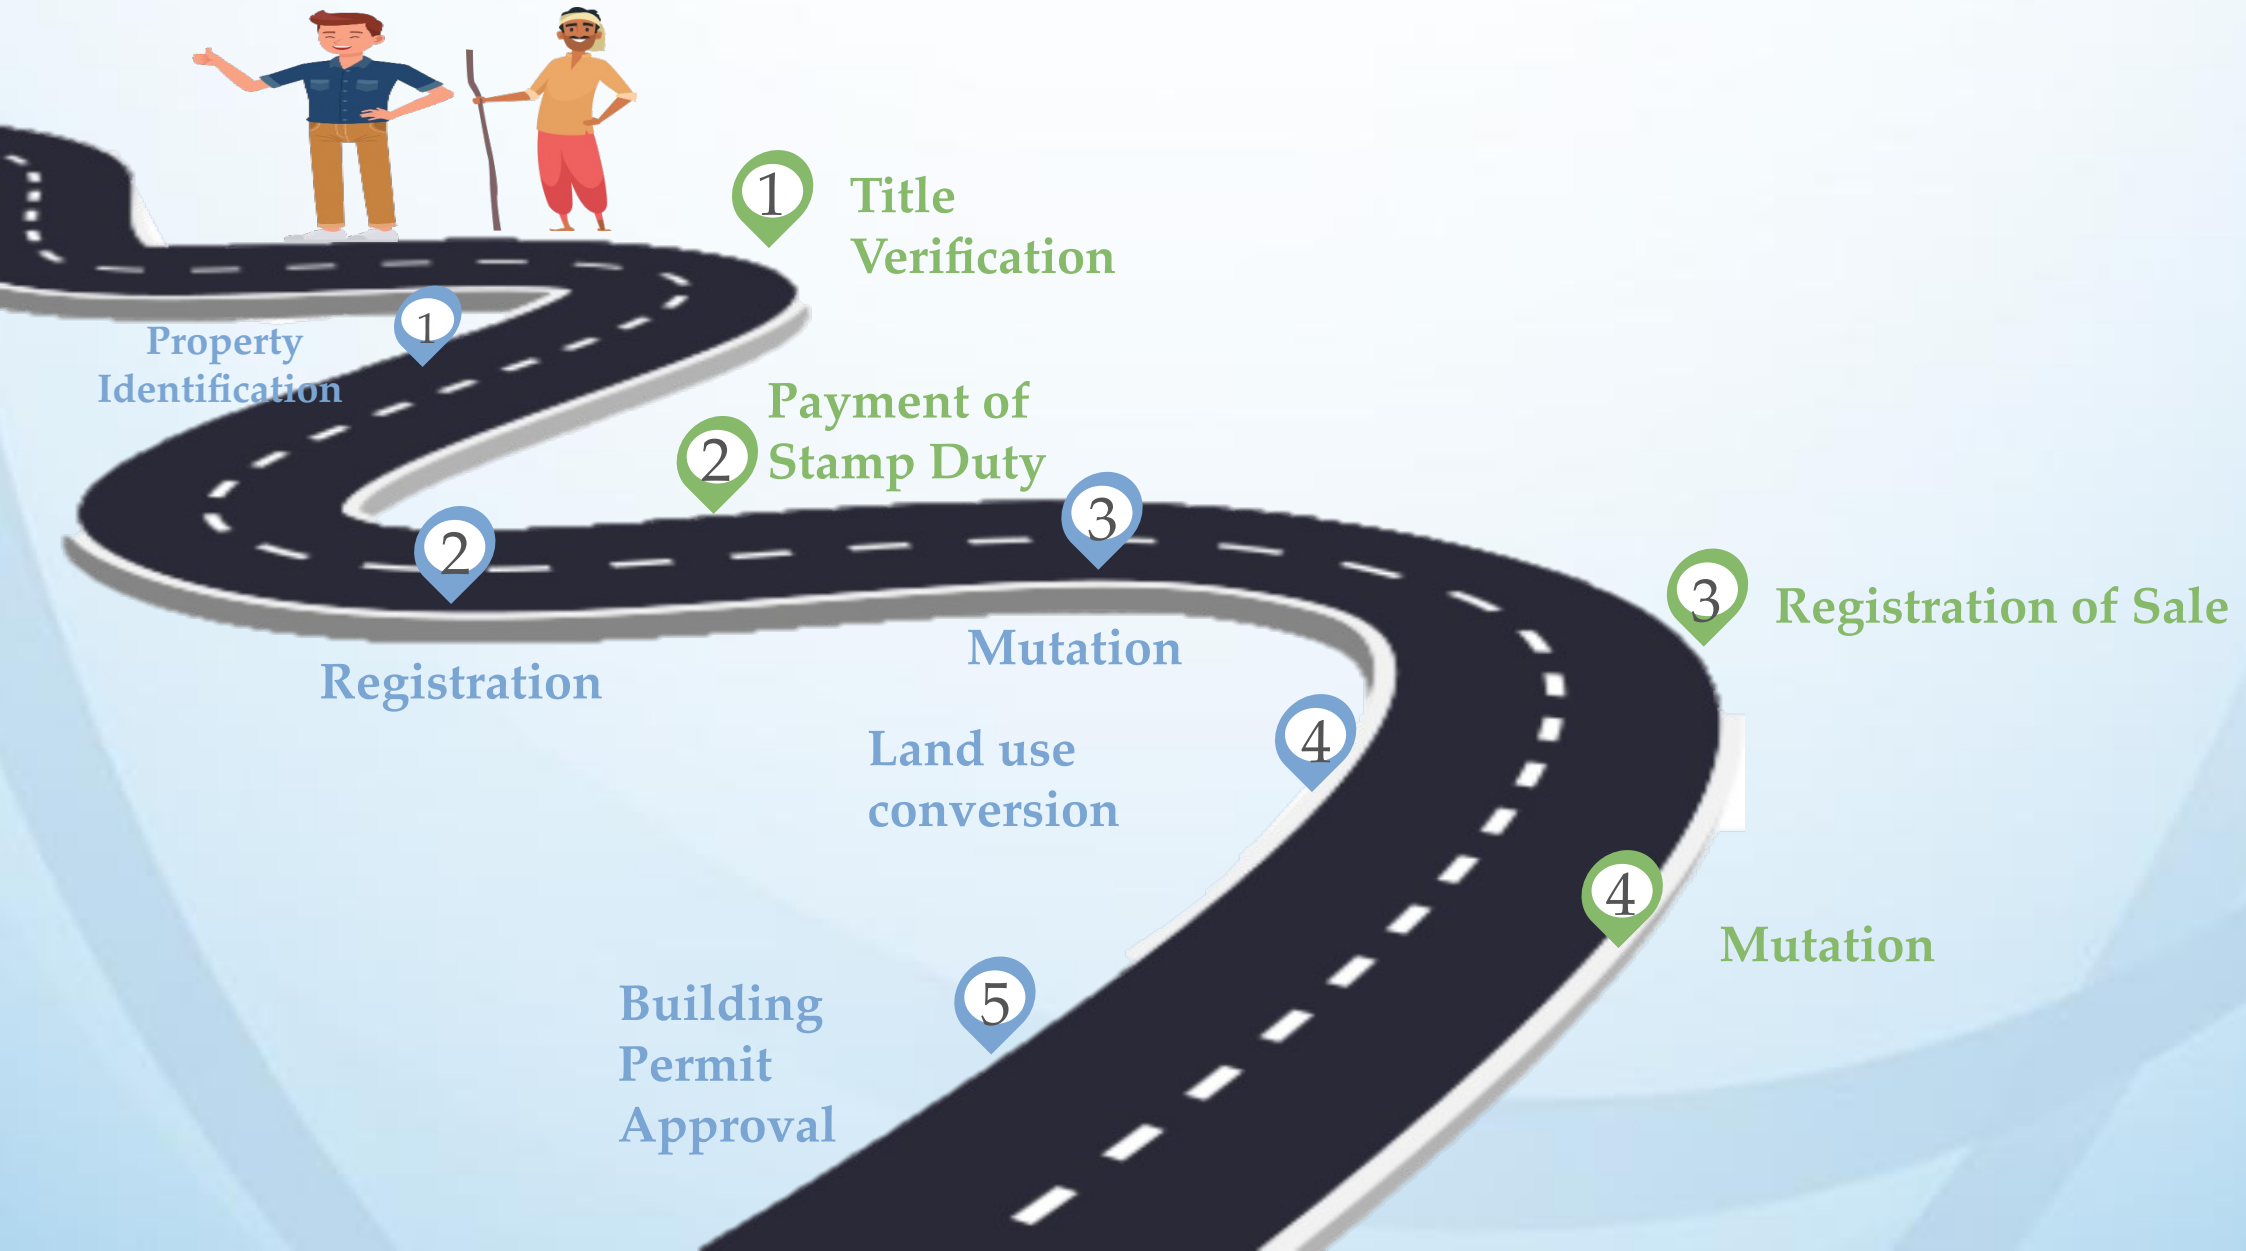 1
Title
Verification
1
Property
Identification
Payment of
2
Stamp Duty
3
2
3
Registration of Sale
Mutation
Registration
4
Land use
conversion
4
Mutation
5
Building
Permit
Approval